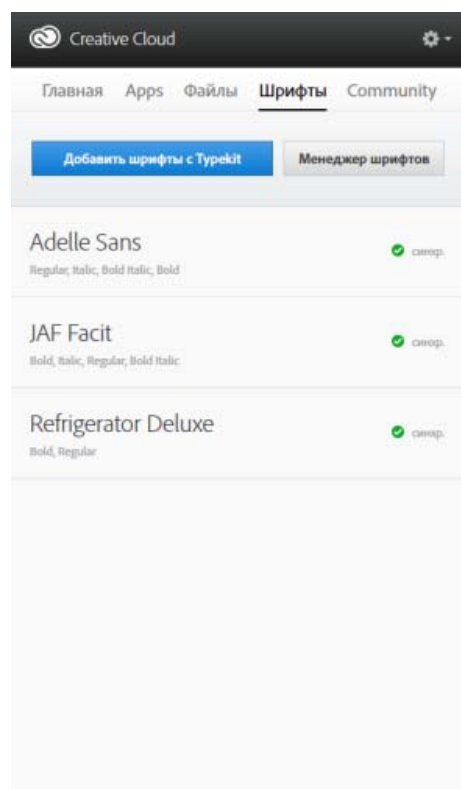 Creative Cloud
Главная Apps Файлы Шрифты Community
Добавить шрифты с Typekit Менеджер шрифтов
Adelle Sans
синхр.
Regular, Italic, Bold Italic, Bold
JAF Facit
синхр.
Bold, Italic, Regular, Bold Italic
Refrigerator Deluxe
синхр.
Bold, Regular